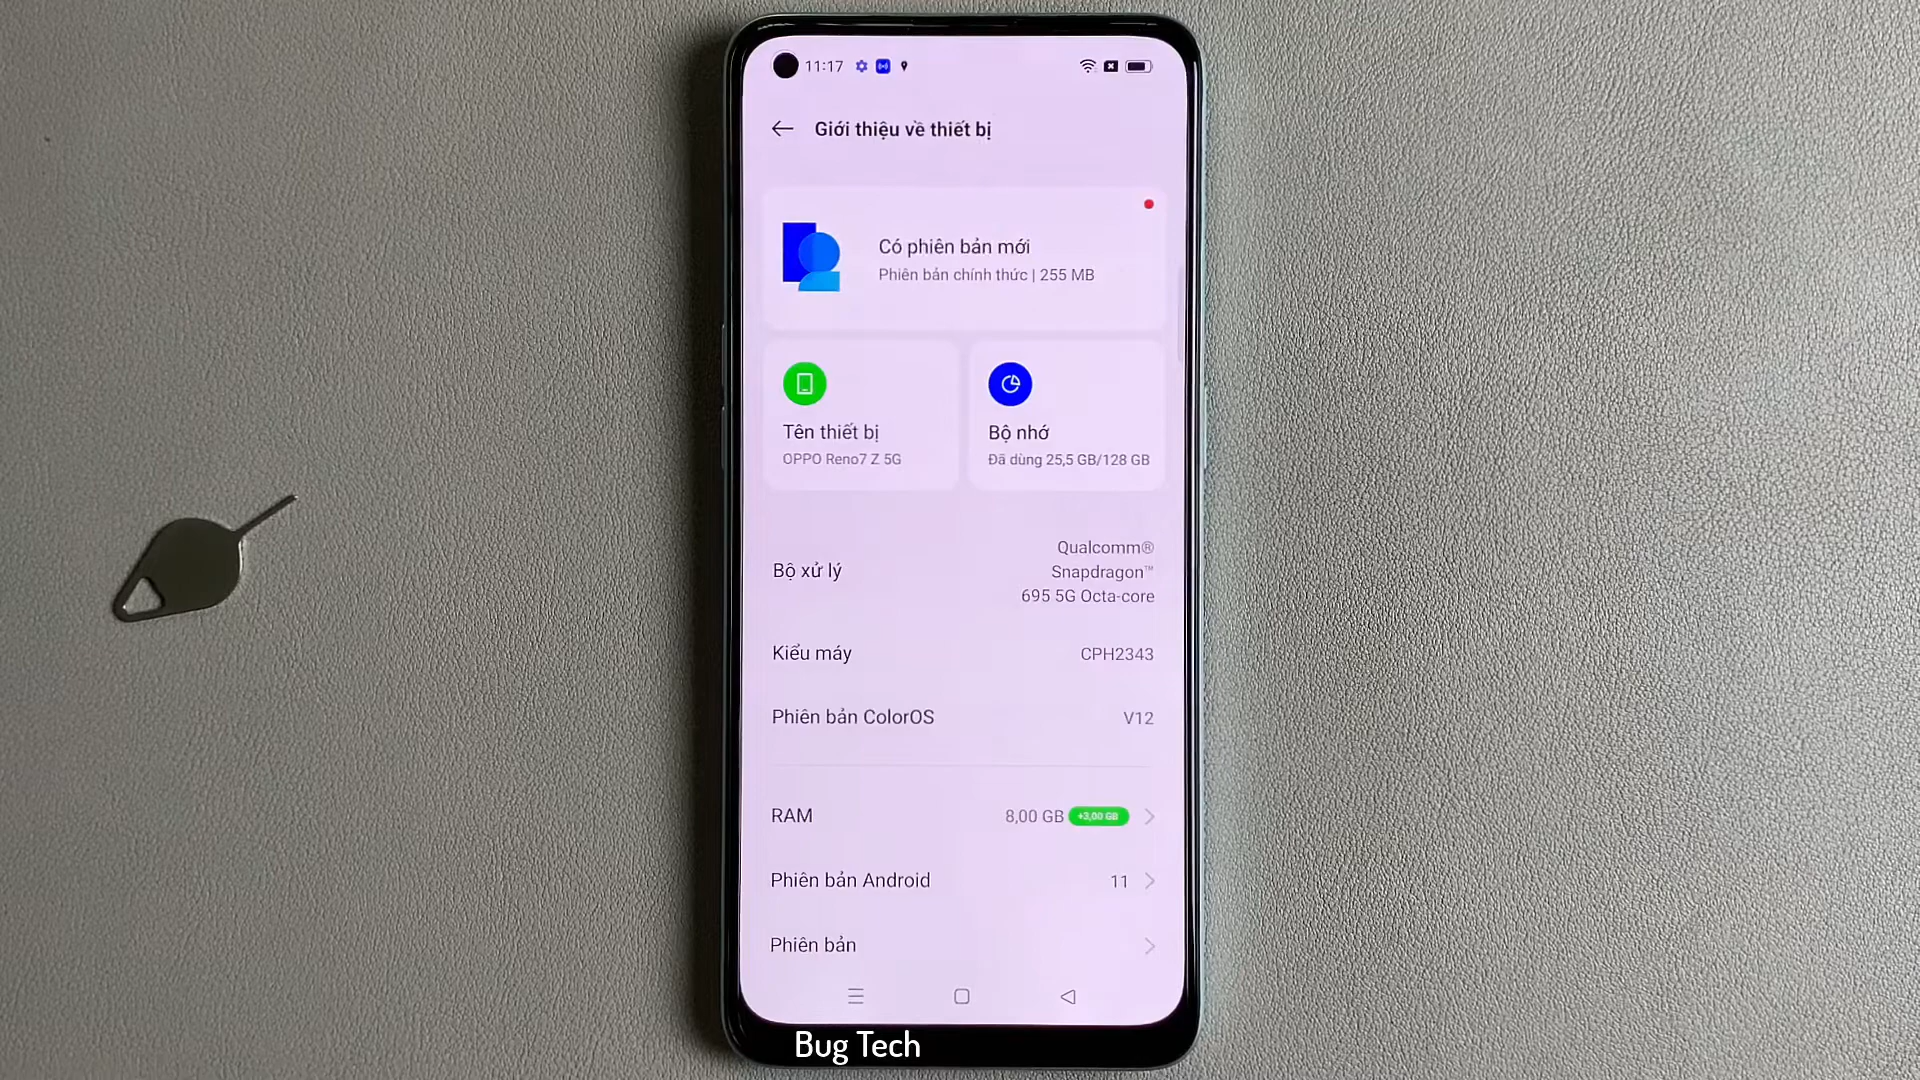 11:17
Giới thiệu về thiết bị
Có phiên bản mới
Phiên bản chính thức | 255 MB
Tên thiết bị
OPPO Reno7 Z 5G
Bộ nhớ
Đã dùng 25,5 GB/128 GB
Bộ xử lý
Qualcomm®
Snapdragon™
695 5G Octa-core
Kiểu máy
CPH2343
Phiên bản ColorOS
V12
RAM
8,00 GB
+3,00 GB
Phiên bản Android
11
Phiên bản
Bug Tech